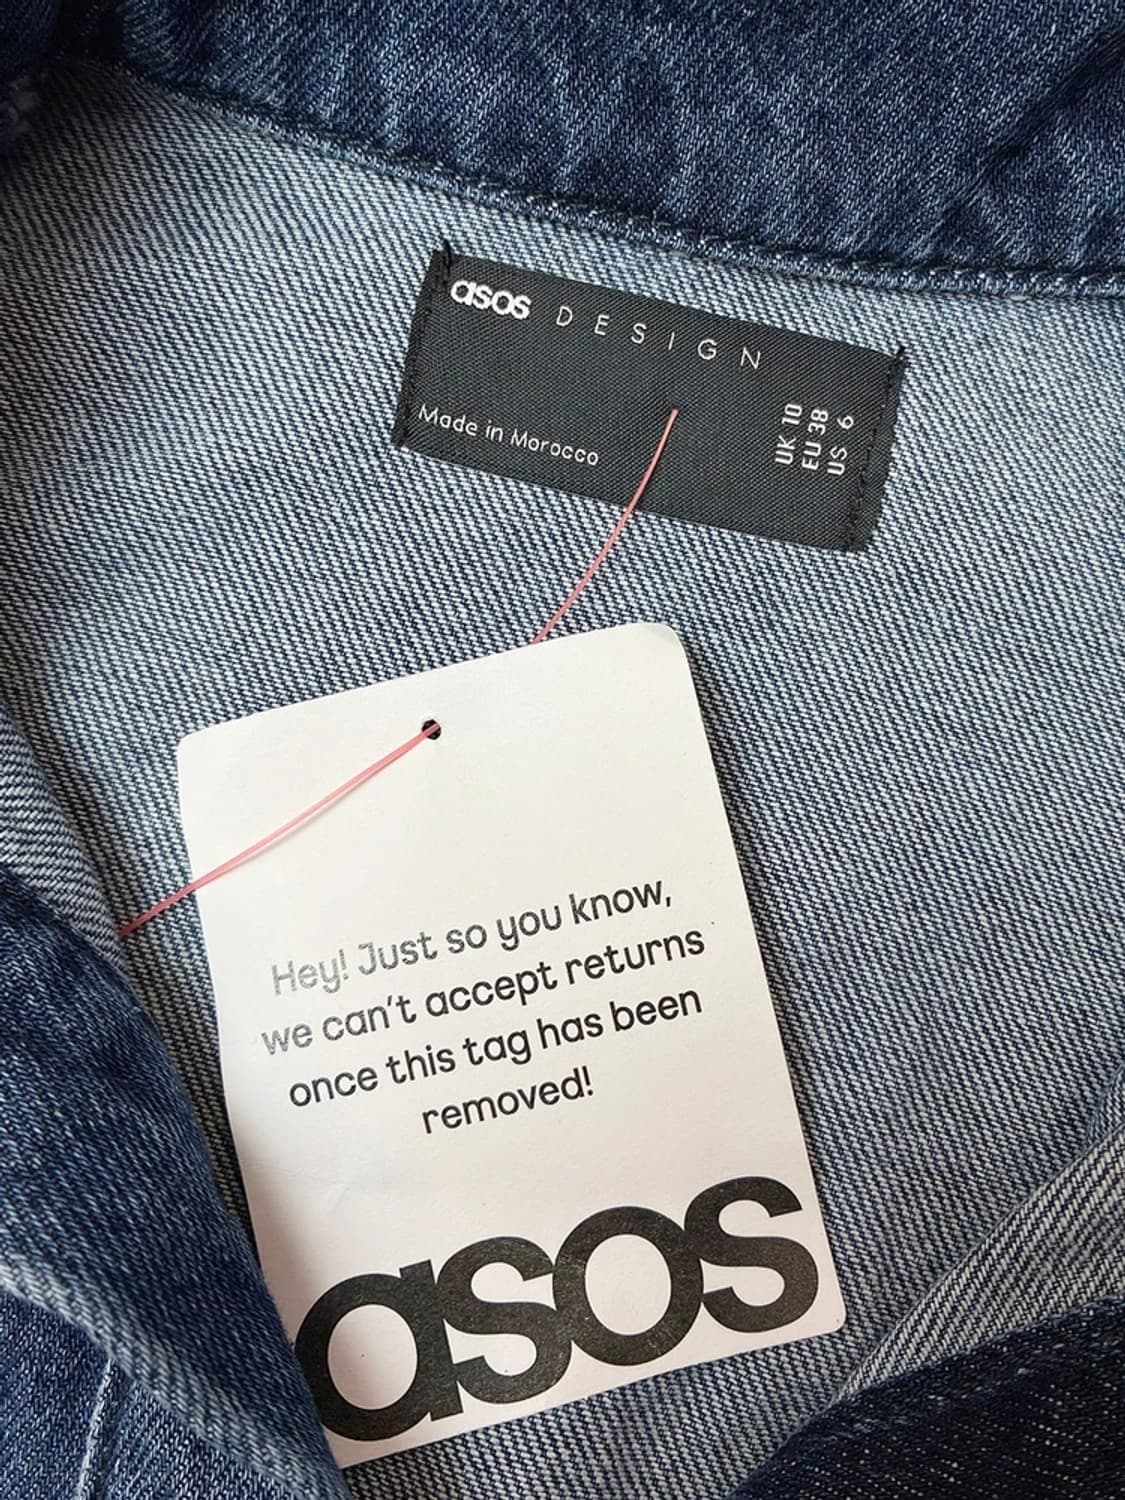 asos DESIGN
Made in Morocco
UK 10
EU 38
US 6
Hey! Just so you know,
we can't accept returns
once this tag has been
removed!
asos